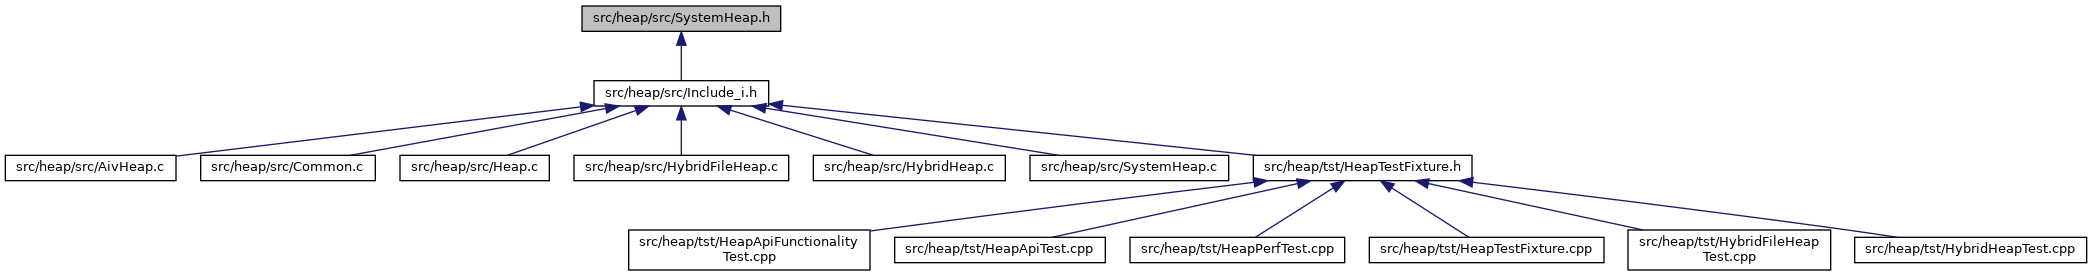 src/heap/src/SystemHeap.h
src/heap/src/Include_i.h
src/heap/src/AivHeap.c
src/heap/src/Common.c
src/heap/src/Heap.c
src/heap/src/HybridFileHeap.c
src/heap/src/HybridHeap.c
src/heap/src/SystemHeap.c
src/heap/tst/HeapTestFixture.h
src/heap/tst/HeapApiFunctionality
Test.cpp
src/heap/tst/HeapApiTest.cpp
src/heap/tst/HeapPerfTest.cpp
src/heap/tst/HeapTestFixture.cpp
src/heap/tst/HybridFileHeap
Test.cpp
src/heap/tst/HybridHeapTest.cpp